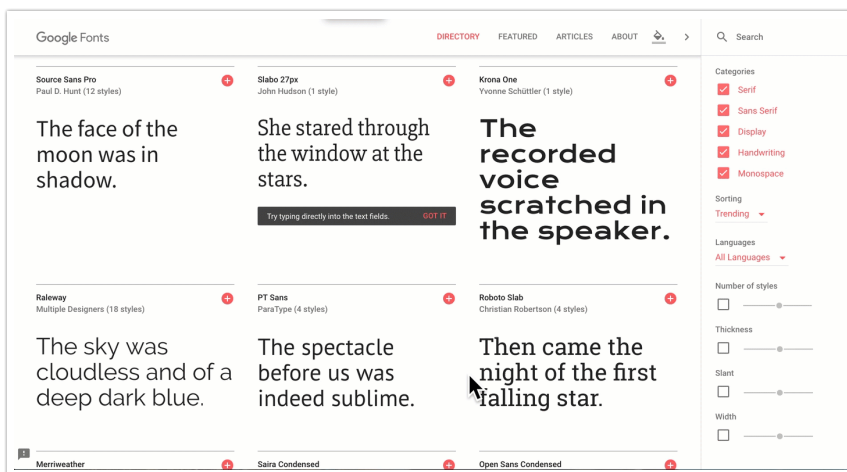 Google Fonts
DIRECTORY FEATURED ARTICLES ABOUT
Search
Source Sans Pro
Paul D. Hunt (12 styles)
The face of the
moon was in
shadow.
Slabo 27px
John Hudson (1 style)
She stared through
the window at the
stars.
Try typing directly into the text fields. GOT IT
Krona One
Yvonne Schüttler (1 style)
The
recorded
voice
scratched in
the speaker.
Raleway
Multiple Designers (18 styles)
The sky was
cloudless and of a
deep dark blue.
PT Sans
ParaType (4 styles)
The spectacle
before us was
indeed sublime.
Roboto Slab
Christian Robertson (4 styles)
Then came the
night of the first
falling star.
Merriweather
Saira Condensed
Open Sans Condensed
Categories
Serif
Sans Serif
Display
Handwriting
Monospace
Sorting
Trending
Languages
All Languages
Number of styles
Thickness
Slant
Width